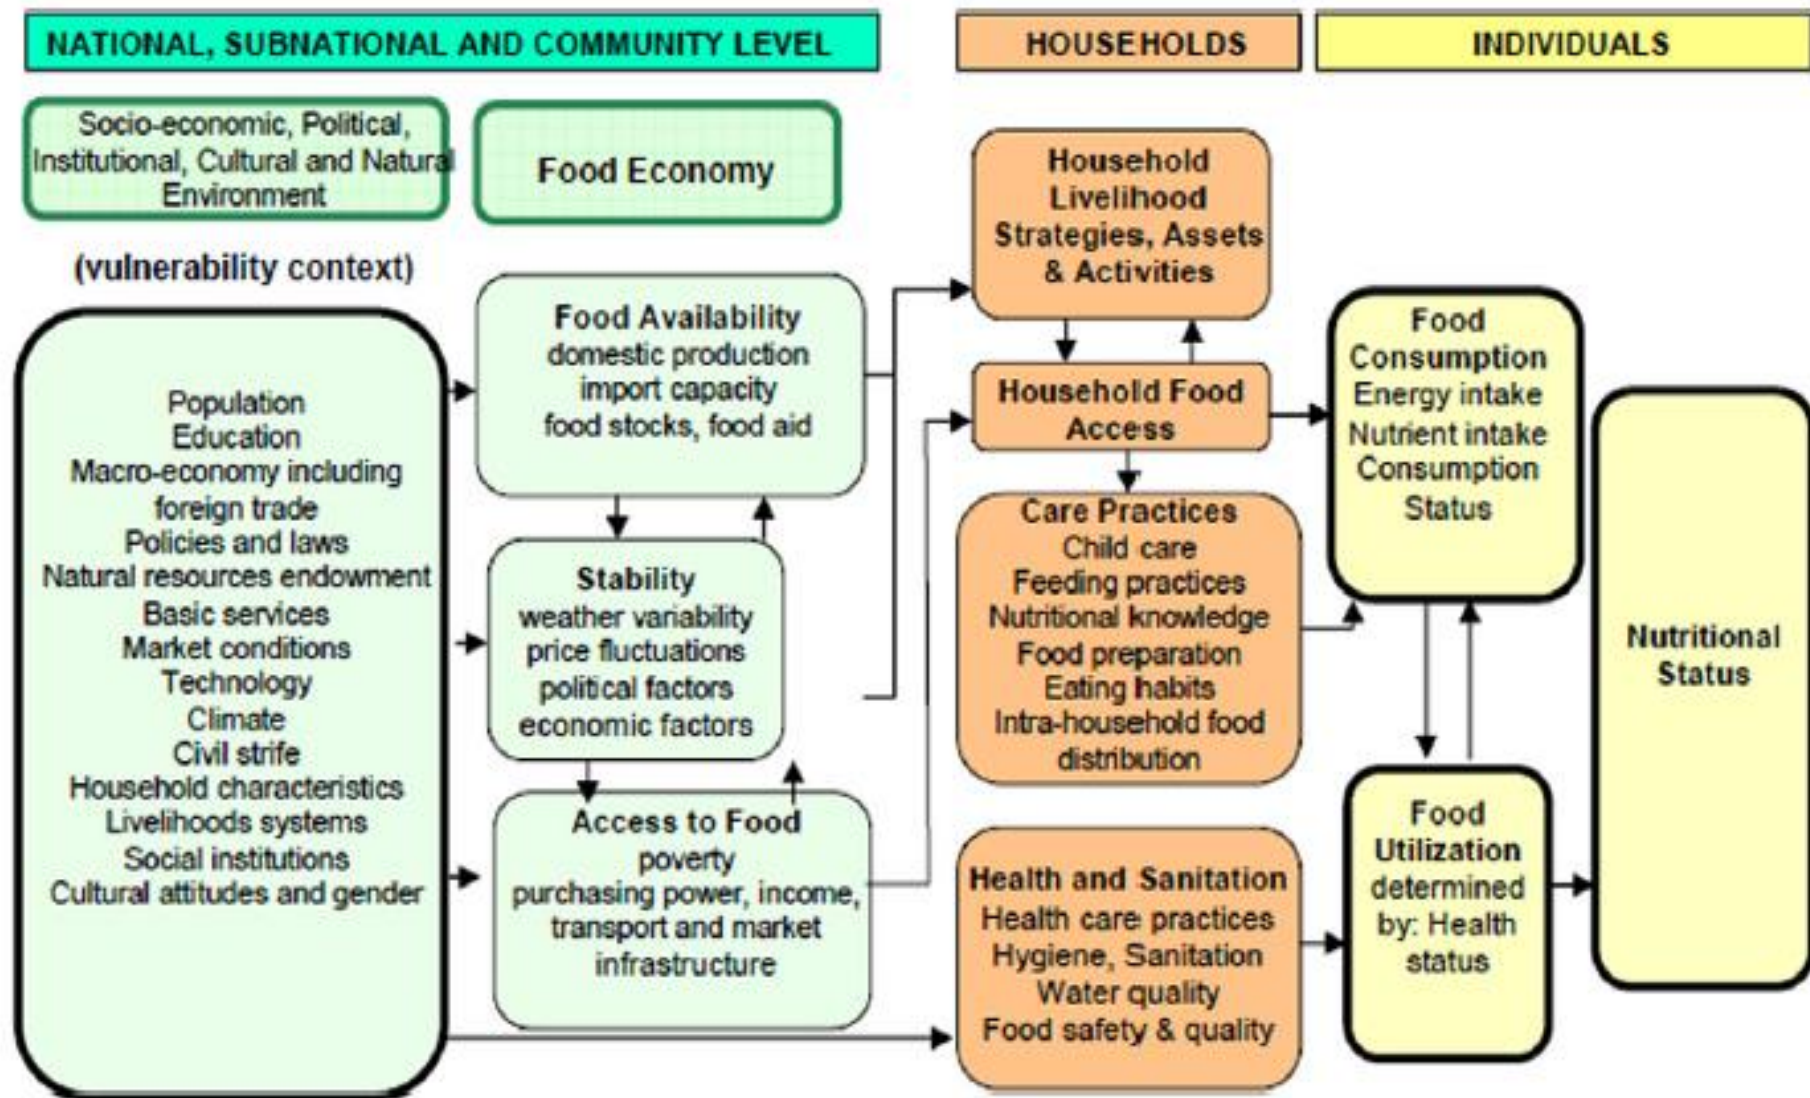 NATIONAL, SUBNATIONAL AND COMMUNITY LEVEL
HOUSEHOLDS
INDIVIDUALS
Socio-economic, Political,
Institutional, Cultural and Natural
Environment
Food Economy
(vulnerability context)
Population
Education
Macro-economy including
foreign trade
Policies and laws
Natural resources endowment
Basic services
Market conditions
Technology
Climate
Civil strife
Household characteristics
Livelihoods systems
Social institutions
Cultural attitudes and gender
Food Availability
domestic production
import capacity
food stocks, food aid
Stability
weather variability
price fluctuations
political factors
economic factors
Access to Food
poverty
purchasing power, income,
transport and market
infrastructure
Household
Livelihood
Strategies, Assets
& Activities
Household Food
Access
Care Practices
Child care
Feeding practices
Nutritional knowledge
Food preparation
Eating habits
Intra-household food
distribution
Health and Sanitation
Health care practices
Hygiene, Sanitation
Water quality
Food safety & quality
Food
Consumption
Energy intake
Nutrient intake
Consumption
Status
Food
Utilization
determined
by: Health
status
Nutritional
Status